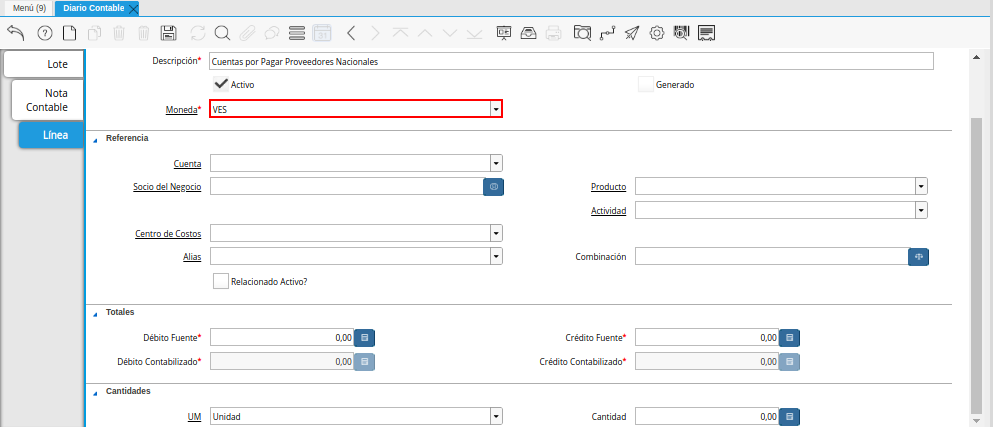 Menú (9) Diario Contable
Lote
Nota
Contable
Línea
Descripción* Cuentas por Pagar Proveedores Nacionales
Activo Generado
Moneda* VES
Referencia
Cuenta
Socio del Negocio Producto
Actividad
Centro de Costos
Alias Combinación
Relacionado Activo?
Totales
Débito Fuente* 0,00 Crédito Fuente* 0,00
Débito Contabilizado* 0,00 Crédito Contabilizado* 0,00
Cantidades
UM Unidad Cantidad 0,00